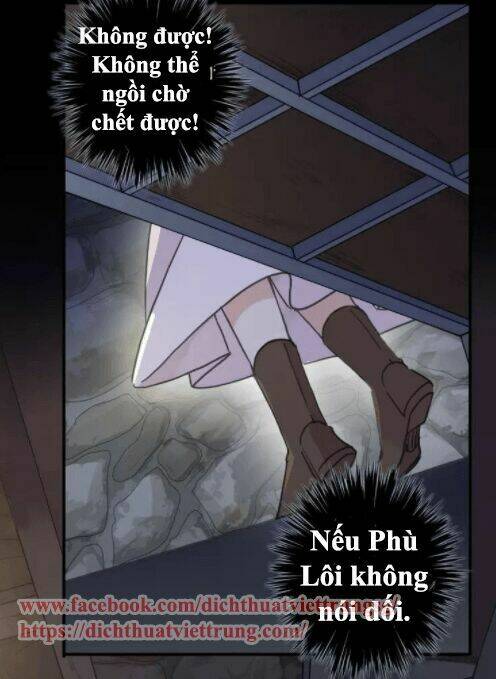 Không được!
Không thể
ngồi chờ
chết được!
Nếu Phù
Lôi không
nói dối.
www.facebook.com/dichthuatviettrung
https://dichthuatviettrung.com/